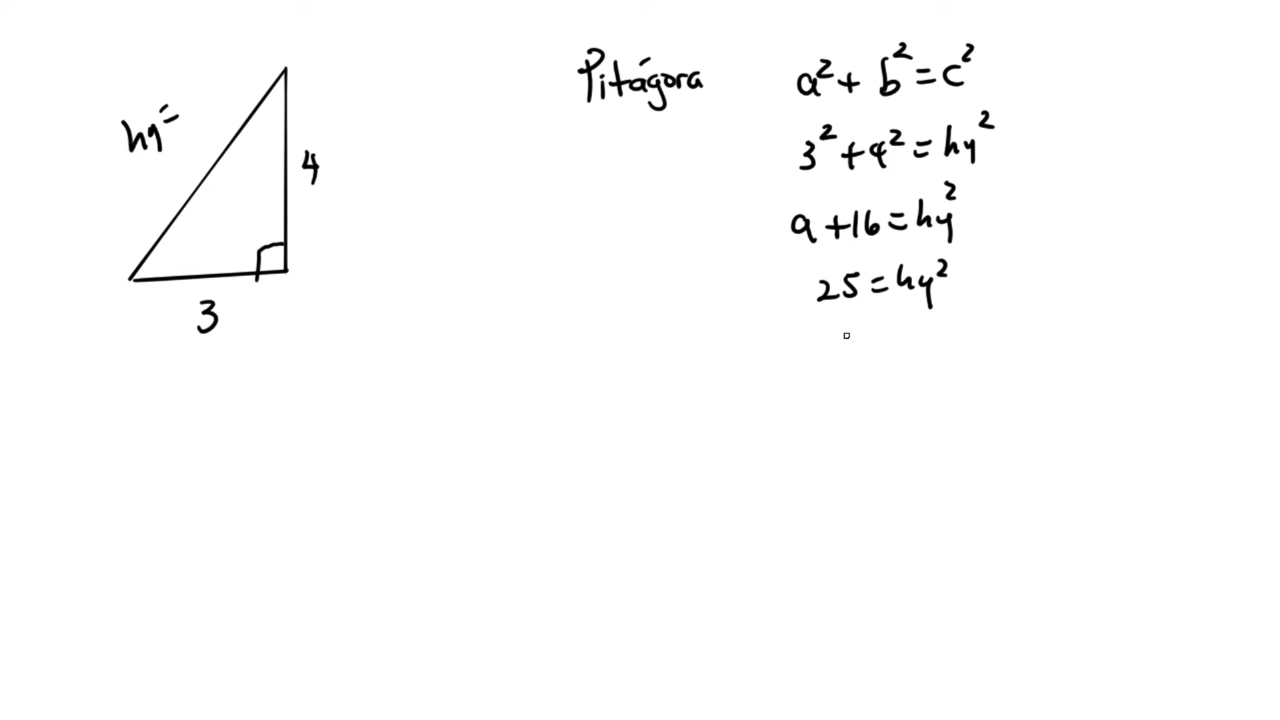 hy =
4
3
Pitágora
a² + b² = c²
3² + 4² = hy²
9 + 16 = hy²
25 = hy²